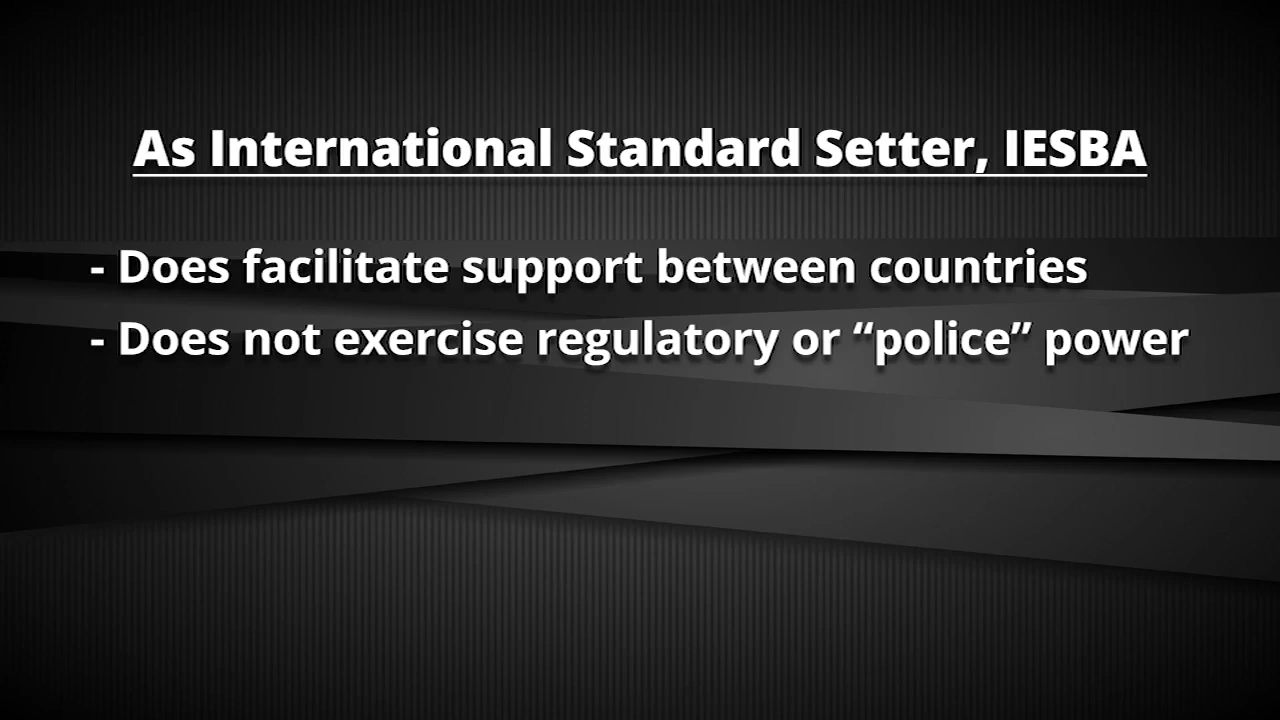 As International Standard Setter, IESBA
- Does facilitate support between countries
- Does not exercise regulatory or “police” power